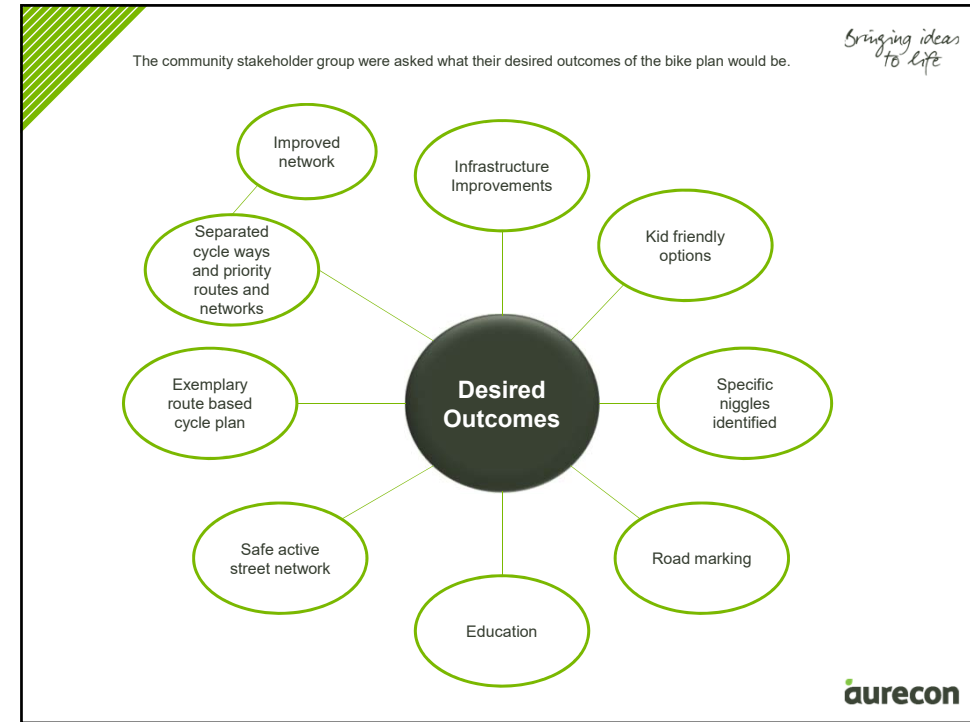 Bringing ideas
to life
The community stakeholder group were asked what their desired outcomes of the bike plan would be.
Improved
network
Infrastructure
Improvements
Separated
cycle ways
and priority
routes and
networks
Kid friendly
options
Exemplary
route based
cycle plan
Desired
Outcomes
Specific
niggles
identified
Safe active
street network
Road marking
Education
aurecon